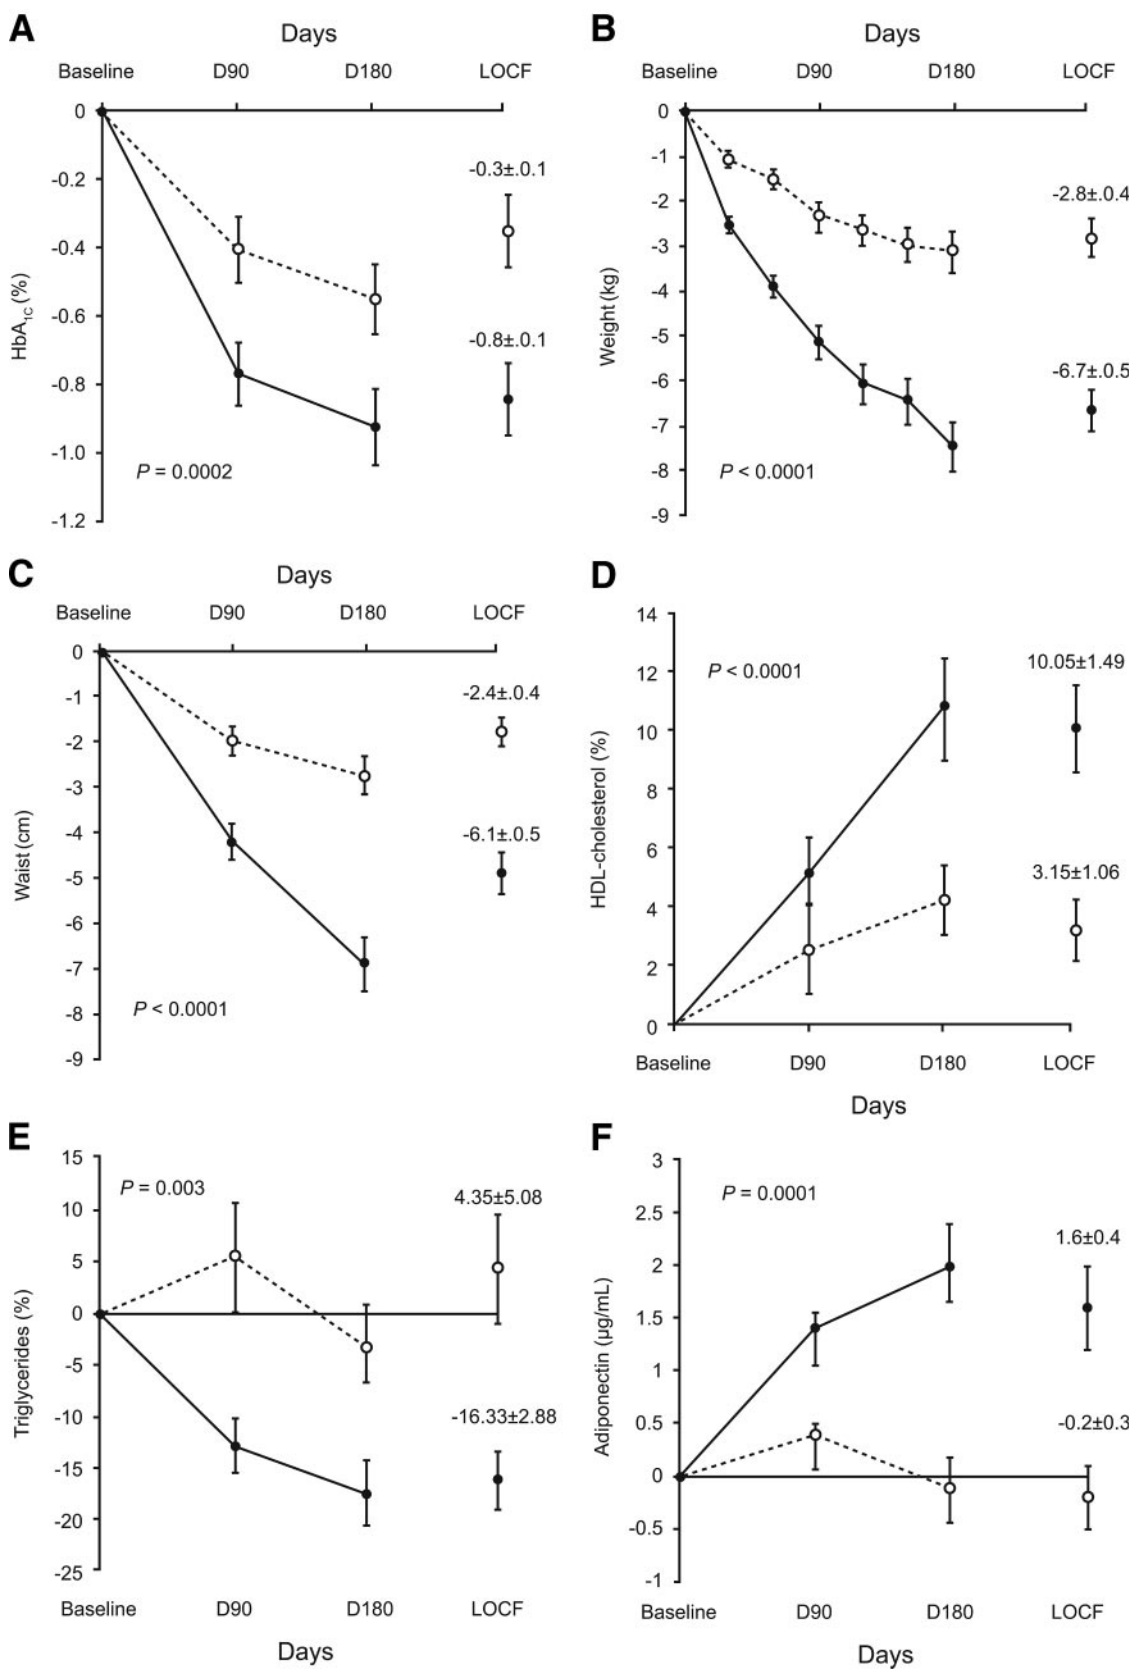 A
Days
Baseline D90 D180 LOCF
0
-0.2
-0.4
-0.6
-0.8
-1.0
-1.2
HbA1C (%)
-0.3±.0.1
-0.8±.0.1
P = 0.0002
B
Days
Baseline D90 D180 LOCF
0
-1
-2
-3
-4
-5
-6
-7
-8
-9
Weight (kg)
-2.8±.0.4
-6.7±.0.5
P < 0.0001
C
Days
Baseline D90 D180 LOCF
0
-1
-2
-3
-4
-5
-6
-7
-8
-9
Waist (cm)
-2.4±.0.4
-6.1±.0.5
P < 0.0001
D
14
12
10
8
6
4
2
0
HDL-cholesterol (%)
P < 0.0001
10.05±1.49
3.15±1.06
Baseline D90 D180 LOCF
Days
E
15
10
5
0
-5
-10
-15
-20
-25
Triglycerides (%)
P = 0.003
4.35±5.08
-16.33±2.88
Baseline D90 D180 LOCF
Days
F
3
2.5
2
1.5
1
0.5
0
-0.5
-1
Adiponectin (µg/mL)
P = 0.0001
1.6±0.4
-0.2±0.3
Baseline D90 D180 LOCF
Days